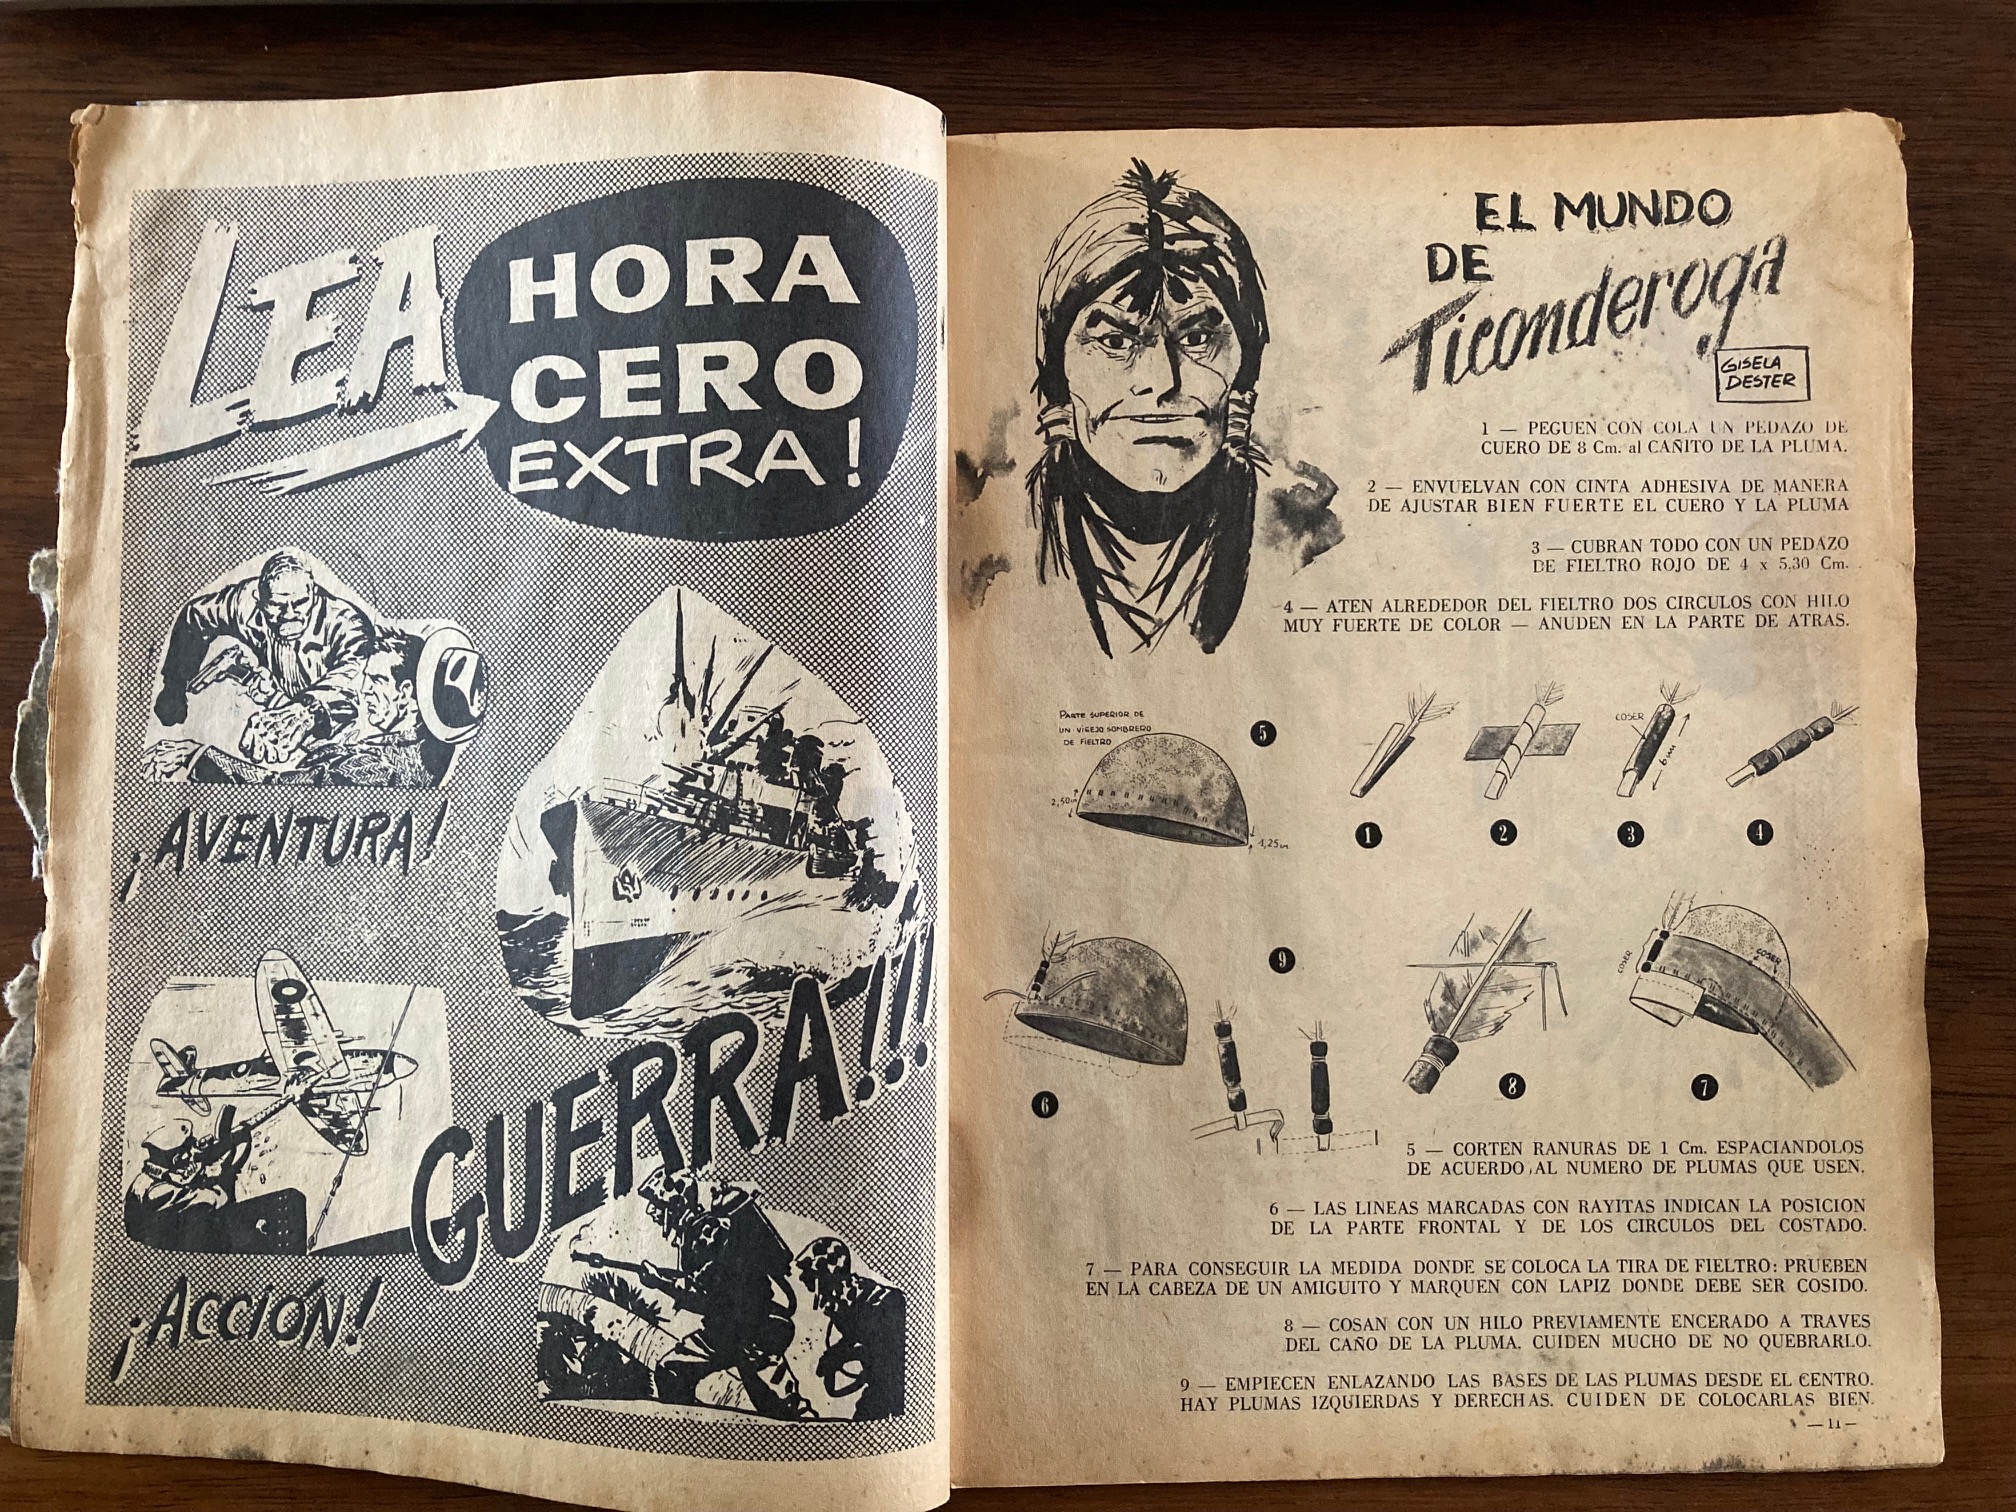 LEA
HORA
CERO
EXTRA!
¡AVENTURA!
GUERRA!!!
¡ACCIÓN!
EL MUNDO
DE
Ticonderoga
GISELA
DESTER
1 — PEGUEN CON COLA UN PEDAZO DE
CUERO DE 8 Cm. al CAÑITO DE LA PLUMA.
2 — ENVUELVAN CON CINTA ADHESIVA DE MANERA
DE AJUSTAR BIEN FUERTE EL CUERO Y LA PLUMA
3 — CUBRAN TODO CON UN PEDAZO
DE FIELTRO ROJO DE 4 x 5,30 Cm.
4 — ATEN ALREDEDOR DEL FIELTRO DOS CIRCULOS CON HILO
MUY FUERTE DE COLOR — ANUDEN EN LA PARTE DE ATRAS.
PARTE SUPERIOR DE
UN VIEEJO SOMBRERO
DE FIELTRO
5
2,50cm
1,25cm
1
2
COSER
6cm
3
4
6
9
8
COSER
COSER
7
5 — CORTEN RANURAS DE 1 Cm. ESPACIANDOLOS
DE ACUERDO AL NUMERO DE PLUMAS QUE USEN.
6 — LAS LINEAS MARCADAS CON RAYITAS INDICAN LA POSICION
DE LA PARTE FRONTAL Y DE LOS CIRCULOS DEL COSTADO.
7 — PARA CONSEGUIR LA MEDIDA DONDE SE COLOCA LA TIRA DE FIELTRO: PRUEBEN
EN LA CABEZA DE UN AMIGUITO Y MARQUEN CON LAPIZ DONDE DEBE SER COSIDO.
8 — COSAN CON UN HILO PREVIAMENTE ENCERADO A TRAVES
DEL CAÑO DE LA PLUMA. CUIDEN MUCHO DE NO QUEBRARLO.
9 — EMPIECEN ENLAZANDO LAS BASES DE LAS PLUMAS DESDE EL CENTRO.
HAY PLUMAS IZQUIERDAS Y DERECHAS. CUIDEN DE COLOCARLAS BIEN.
— 11 —